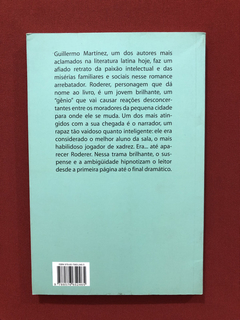 Guillermo Martínez, um dos autores mais
aclamados na literatura latina hoje, faz um
afiado retrato da paixão intelectual e das
misérias familiares e sociais nesse romance
arrebatador. Roderer, personagem que dá
nome ao livro, é um jovem brilhante, um
"gênio" que vai causar reações desconcer-
tantes entre os moradores da pequena cidade
para onde ele se muda. Um dos mais atin-
gidos com a sua chegada é o narrador, um
rapaz tão vaidoso quanto inteligente: ele era
considerado o melhor aluno da sala, o mais
habilidoso jogador de xadrez. Era... até apa-
recer Roderer. Nessa trama brilhante, o sus-
pense e a ambigüidade hipnotizam o leitor
desde a primeira página até o final dramático.